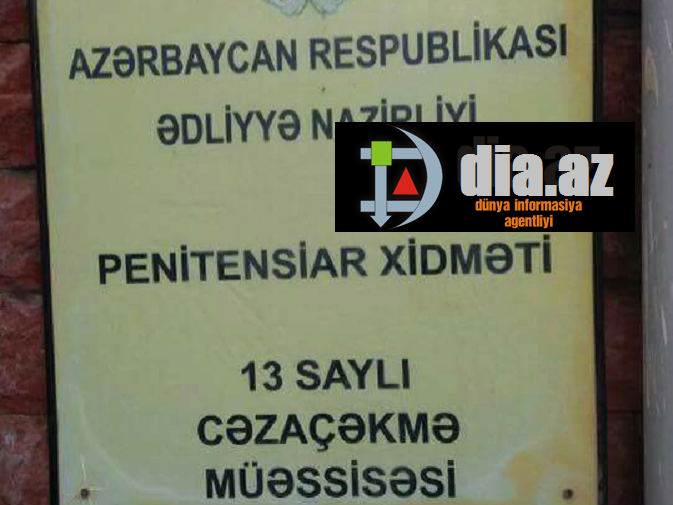 AZƏRBAYCAN RESPUBLİKASI
ƏDLİYYƏ NAZİRLİYİ
dia.az
dünya informasiya
agentliyi
PENİTENSİAR XİDMƏTİ
13 SAYLI
CƏZAÇƏKMƏ
MÜƏSSİSƏSİ